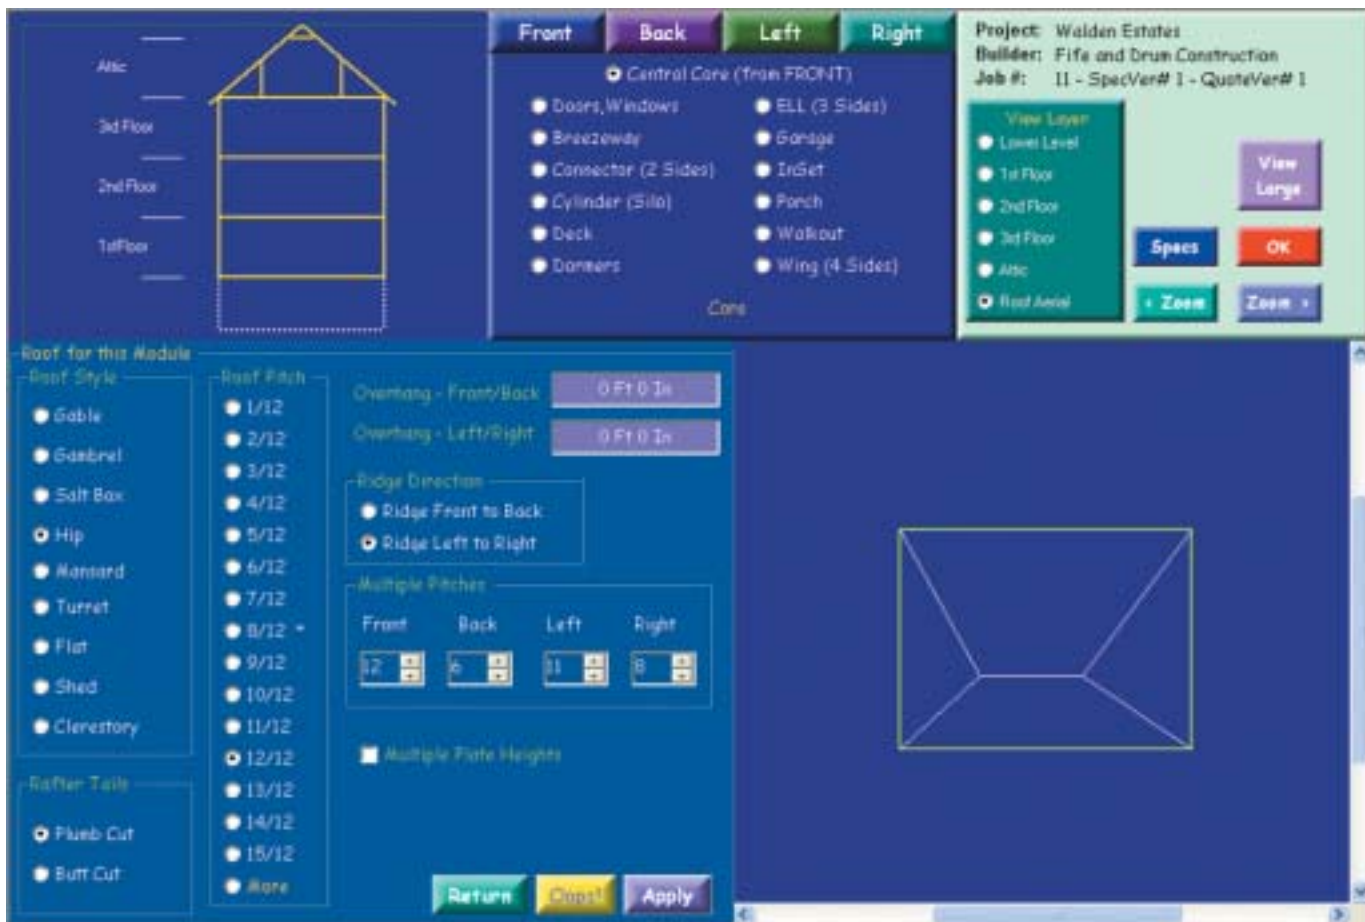 Attic
3rd Floor
2nd Floor
1stFloor
Front Back Left Right
Central Core (from FRONT)
Doors,Windows
Breezeway
Connector (2 Sides)
Cylinder (Silo)
Deck
Dormers
ELL (3 Sides)
Garage
InSet
Porch
Walkout
Wing (4 Sides)
Core
Project: Walden Estates
Builder: Fife and Drum Construction
Job #: 11 - SpecVer# 1 - QuoteVer# 1
View Layer
Lower Level
1st Floor
2nd Floor
3rd Floor
Attic
Roof Aerial
View
Large
Specs
OK
< Zoom
Zoom >
Roof for this Module
Roof Style
Gable
Gambrel
Salt Box
Hip
Mansard
Turret
Flat
Shed
Clerestory
Rafter Tails
Plumb Cut
Butt Cut
Roof Pitch
1/12
2/12
3/12
4/12
5/12
6/12
7/12
8/12 *
9/12
10/12
11/12
12/12
13/12
14/12
15/12
More
Overhang - Front/Back 0 Ft 0 In
Overhang - Left/Right 0 Ft 0 In
Ridge Direction
Ridge Front to Back
Ridge Left to Right
Multiple Pitches
Front Back Left Right
12 6 11 8
Multiple Plate Heights
Return Oops! Apply